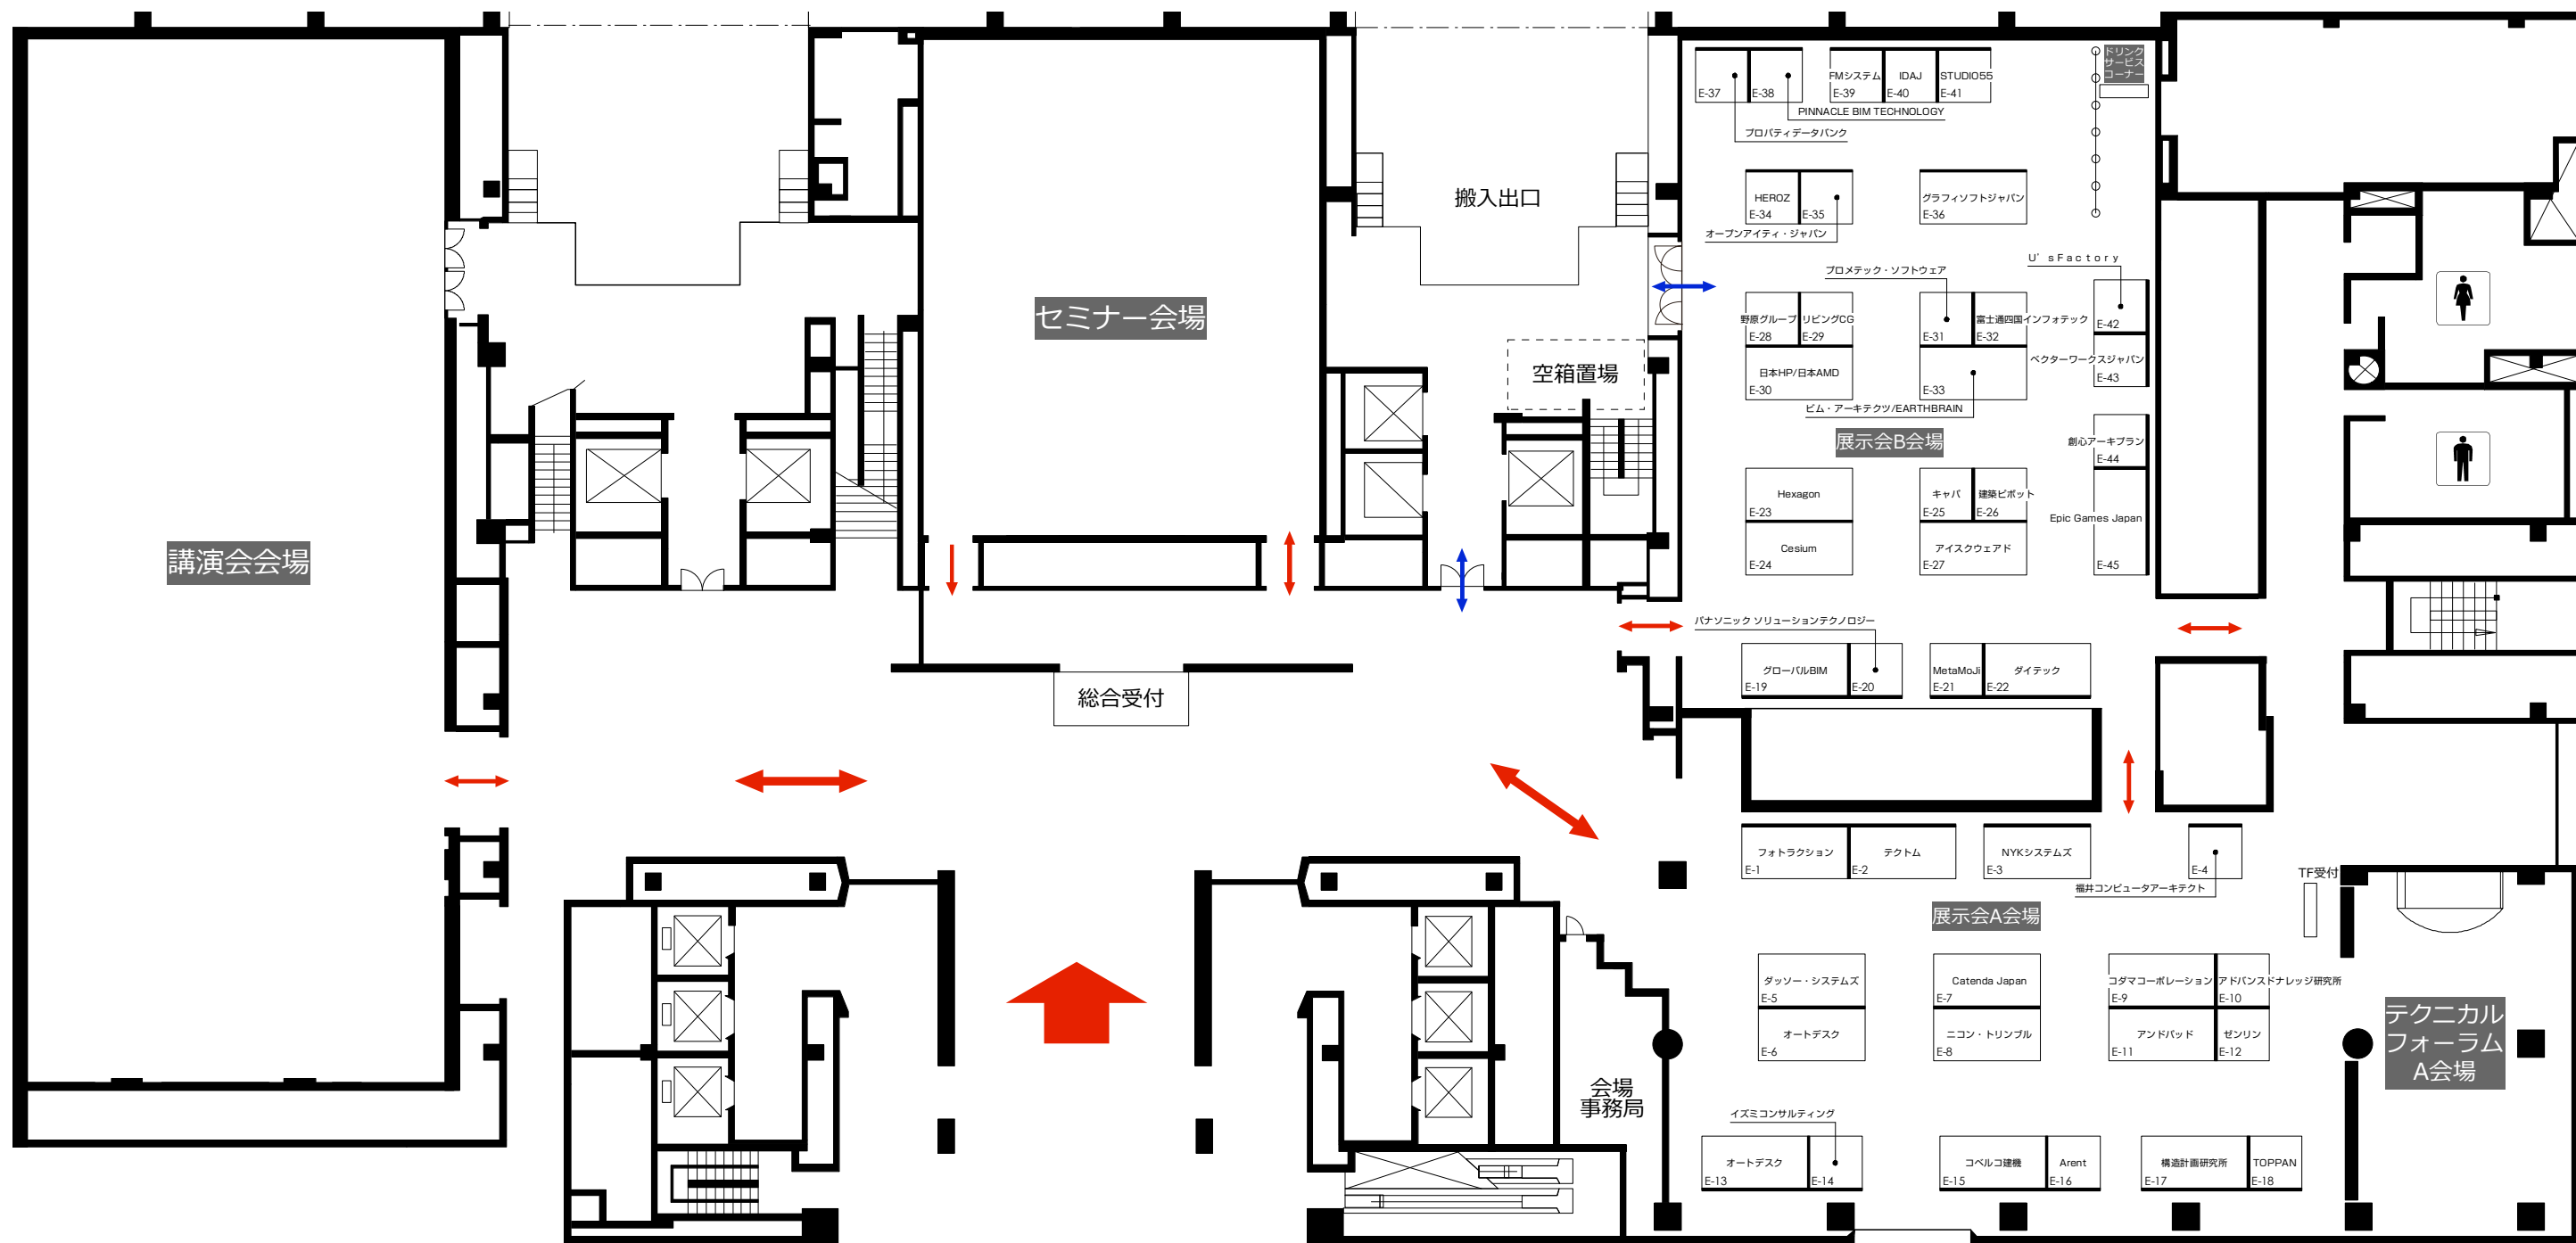 講演会会場
セミナー会場
総合受付
搬入出口
空箱置場
会場
事務局
ドリンク
サービス
コーナー
E-37
E-38
FMシステム
E-39
IDAJ
E-40
STUDIO55
E-41
PINNACLE BIM TECHNOLOGY
プロパティデータバンク
HEROZ
E-34
E-35
オープンアイティ・ジャパン
グラフィソフトジャパン
E-36
プロメテック・ソフトウェア
U'sFactory
野原グループ
E-28
リビングCG
E-29
日本HP/日本AMD
E-30
E-31
富士通四国インフォテック
E-32
E-33
ビム・アーキテクツ/EARTHBRAIN
E-42
ベクターワークスジャパン
E-43
展示会B会場
創心アーキプラン
E-44
Epic Games Japan
E-45
Hexagon
E-23
Cesium
E-24
キャパ
E-25
建築ピボット
E-26
アイスクウェアド
E-27
パナソニック ソリューションテクノロジー
グローバルBIM
E-19
E-20
MetaMoJi
E-21
ダイテック
E-22
フォトラクション
E-1
テクトム
E-2
NYKシステムズ
E-3
E-4
福井コンピュータアーキテクト
TF受付
展示会A会場
ダッソー・システムズ
E-5
オートデスク
E-6
Catenda Japan
E-7
ニコン・トリンブル
E-8
コダマコーポレーション
E-9
アドバンスドナレッジ研究所
E-10
アンドパッド
E-11
ゼンリン
E-12
テクニカル
フォーラム
A会場
イズミコンサルティング
オートデスク
E-13
E-14
コベルコ建機
E-15
Arent
E-16
構造計画研究所
E-17
TOPPAN
E-18